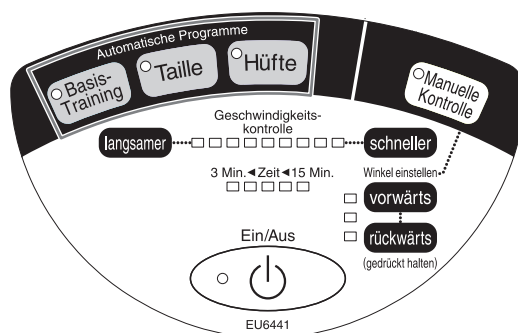 Automatische Programme
Basis-
Training
Taille
Hüfte
Manuelle
Kontrolle
Geschwindigkeits-
kontrolle
langsamer
schneller
3 Min.◄Zeit◄15 Min.
Winkel einstellen
vorwärts
rückwärts
(gedrückt halten)
Ein/Aus
EU6441